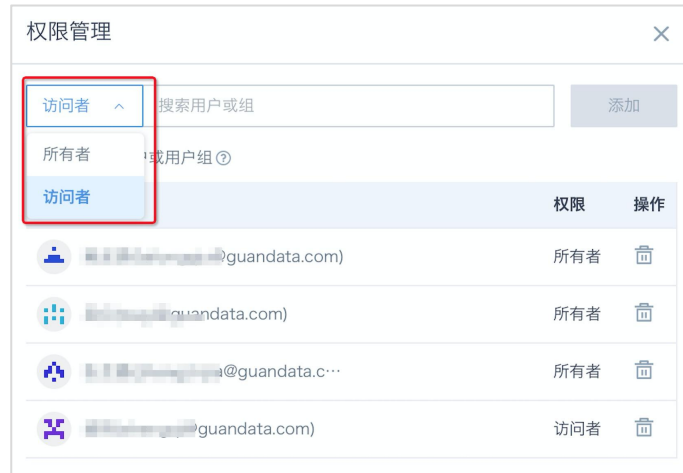 权限管理
访问者 搜索用户或组 添加
所有者
或用户组
访问者
权限 操作
@guandata.com) 所有者
guandata.com) 所有者
@guandata.c… 所有者
guandata.com) 访问者